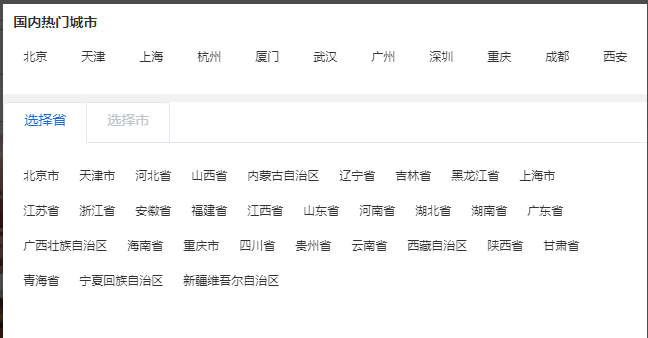 国内热门城市
北京 天津 上海 杭州 厦门 武汉 广州 深圳 重庆 成都 西安
选择省 选择市
北京市 天津市 河北省 山西省 内蒙古自治区 辽宁省 吉林省 黑龙江省 上海市
江苏省 浙江省 安徽省 福建省 江西省 山东省 河南省 湖北省 湖南省 广东省
广西壮族自治区 海南省 重庆市 四川省 贵州省 云南省 西藏自治区 陕西省 甘肃省
青海省 宁夏回族自治区 新疆维吾尔自治区